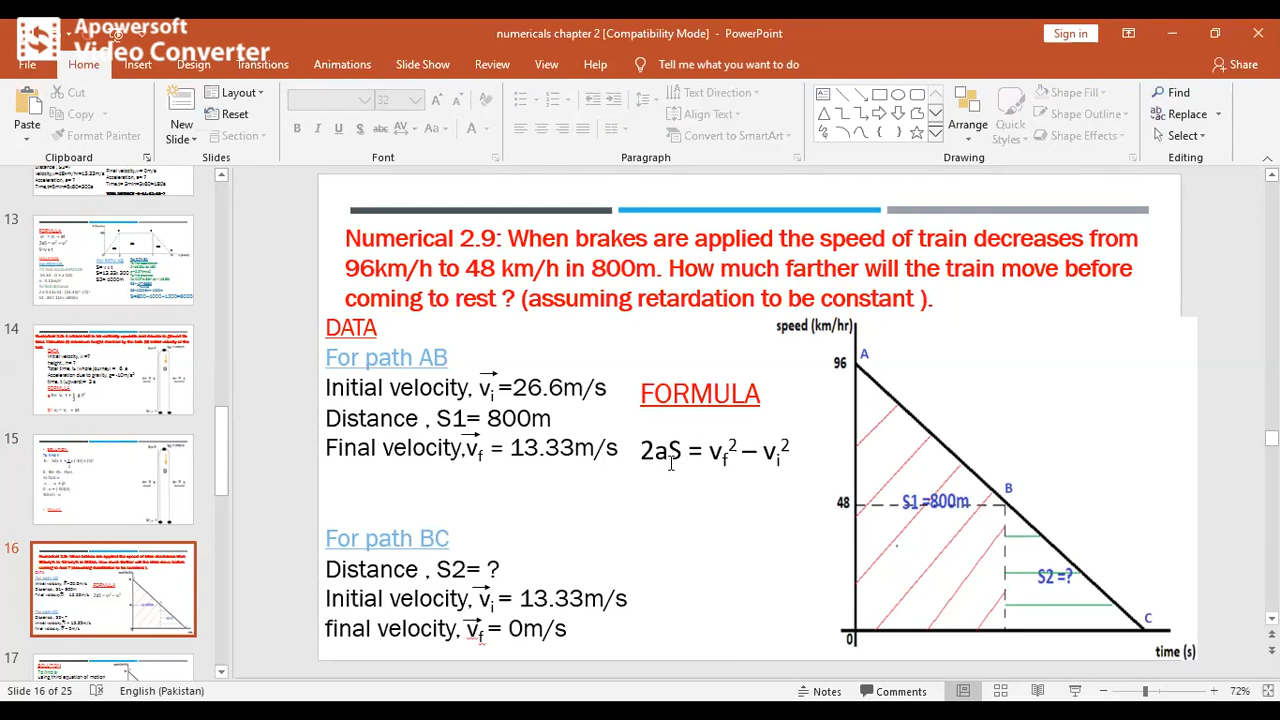 Apowersoft
Video Converter
numericals chapter 2 [Compatibility Mode] - PowerPoint
Sign in
File Home Insert Design Transitions Animations Slide Show Review View Help Tell me what you want to do Share
Paste
Cut
Copy
Format Painter
Clipboard
New
Slide
Layout
Reset
Section
Slides
32
B I U S abc AV Aa A
Font
Paragraph
Text Direction
Align Text
Convert to SmartArt
Arrange
Quick
Styles
Shape Fill
Shape Outline
Shape Effects
Drawing
Find
Replace
Select
Editing
13
14
15
16
17
Numerical 2.9: When brakes are applied the speed of train decreases from
96km/h to 48 km/h in 800m. How much farther will the train move before
coming to rest ? (assuming retardation to be constant ).
DATA
For path AB
Initial velocity, vi =26.6m/s
Distance , S1= 800m
Final velocity,vf = 13.33m/s
FORMULA
2aS = vf² – vi²
For path BC
Distance , S2= ?
Initial velocity, vi = 13.33m/s
final velocity, vf = 0m/s
speed (km/hr)
96
A
48
S1 =800m
B
S2 =?
C
0
time (s)
Slide 16 of 25
English (Pakistan)
Notes
Comments
72%